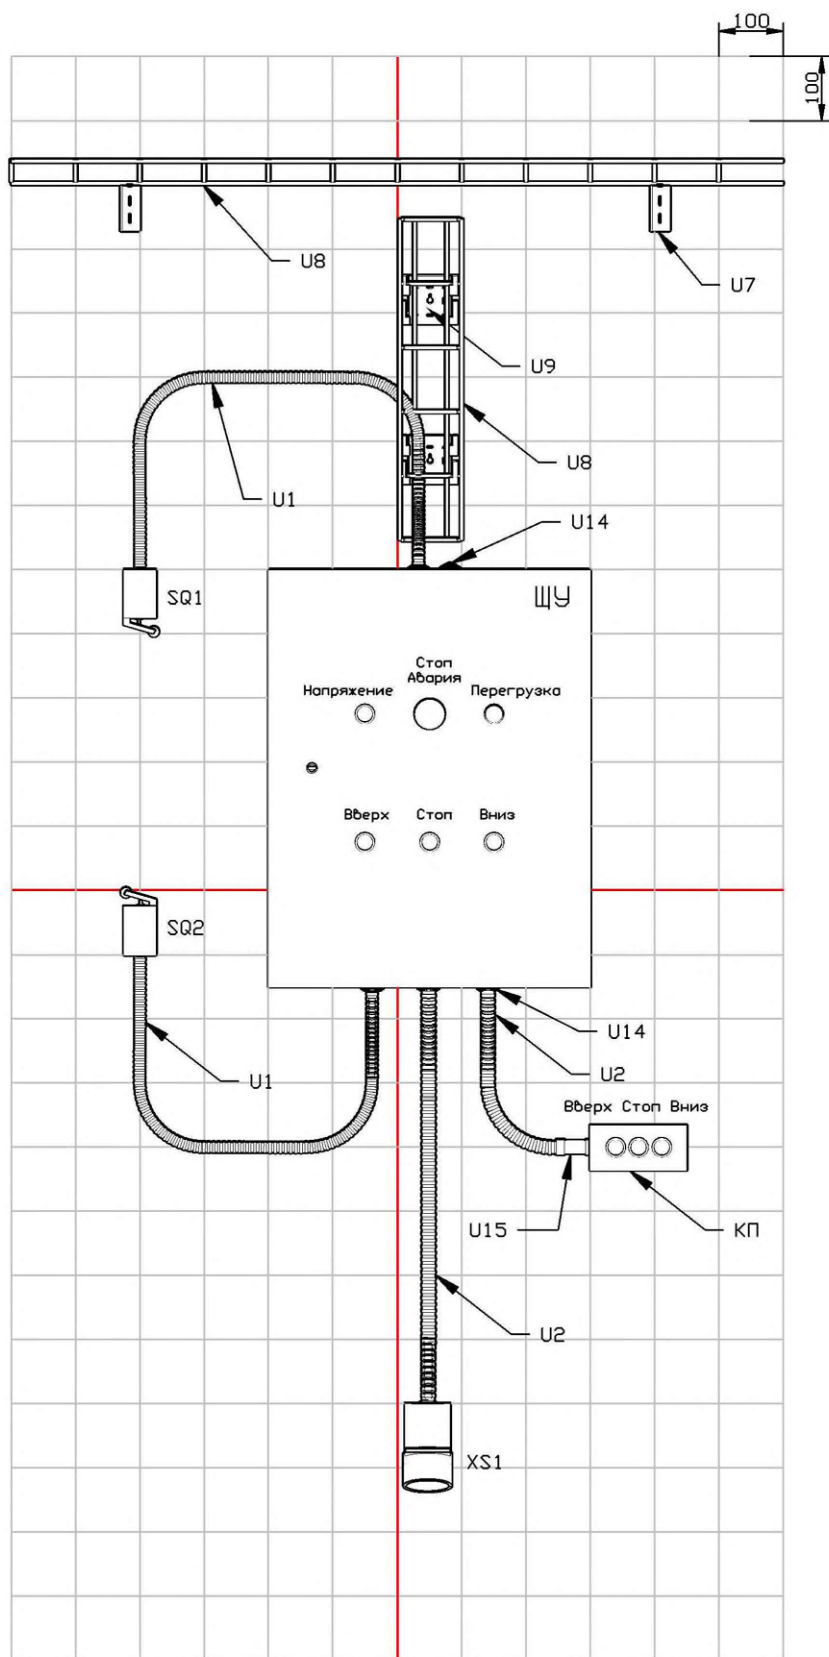 100
100
U8
U7
U9
U8
U1
U14
SQ1
ЩУ
Стоп
Авария
Напряжение
Перегрузка
Вверх Стоп Вниз
SQ2
U14
U2
U1
Вверх Стоп Вниз
U15
КП
U2
XS1